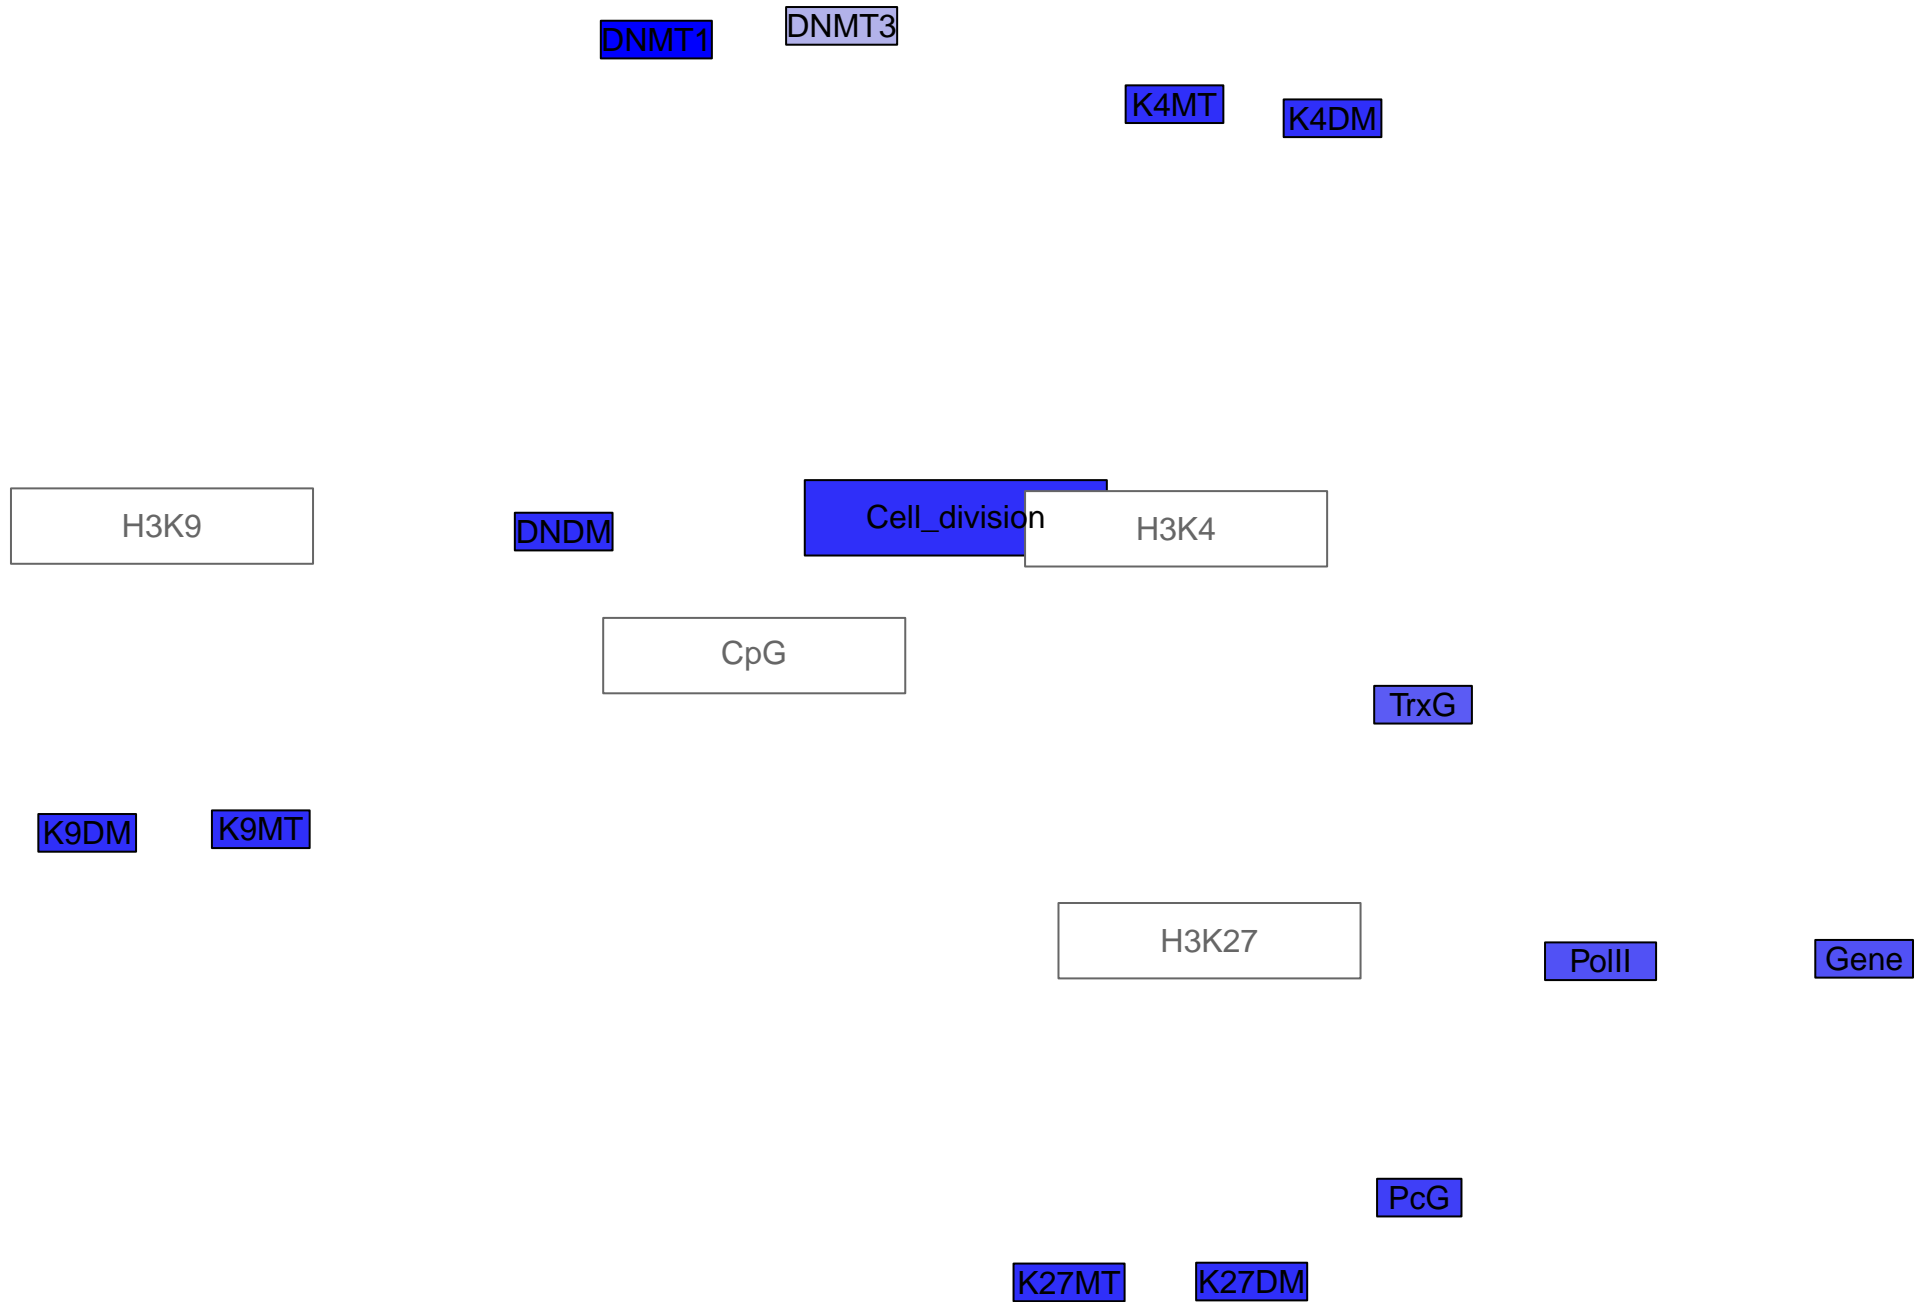 DNMT1
DNMT3
K4MT
K4DM
H3K9
DNDM
Cell_division
H3K4
CpG
TrxG
K9DM
K9MT
H3K27
PolII
Gene
PcG
K27MT
K27DM